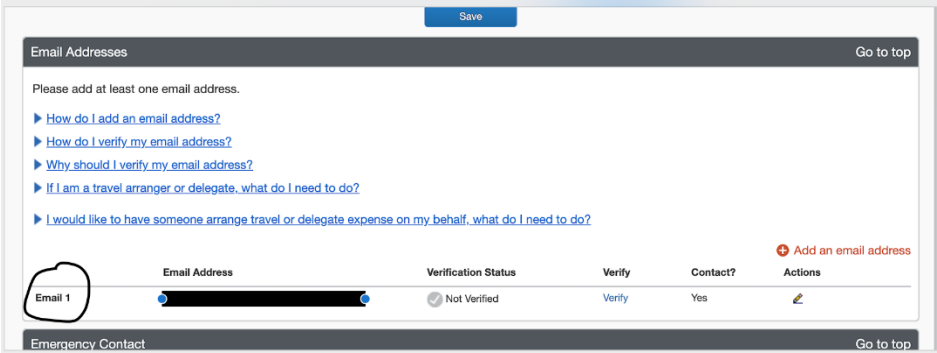 Save
Email Addresses Go to top
Please add at least one email address.
How do I add an email address?
How do I verify my email address?
Why should I verify my email address?
If I am a travel arranger or delegate, what do I need to do?
I would like to have someone arrange travel or delegate expense on my behalf, what do I need to do?
Add an email address
Email Address Verification Status Verify Contact? Actions
Email 1 Not Verified Verify Yes
Emergency Contact Go to top